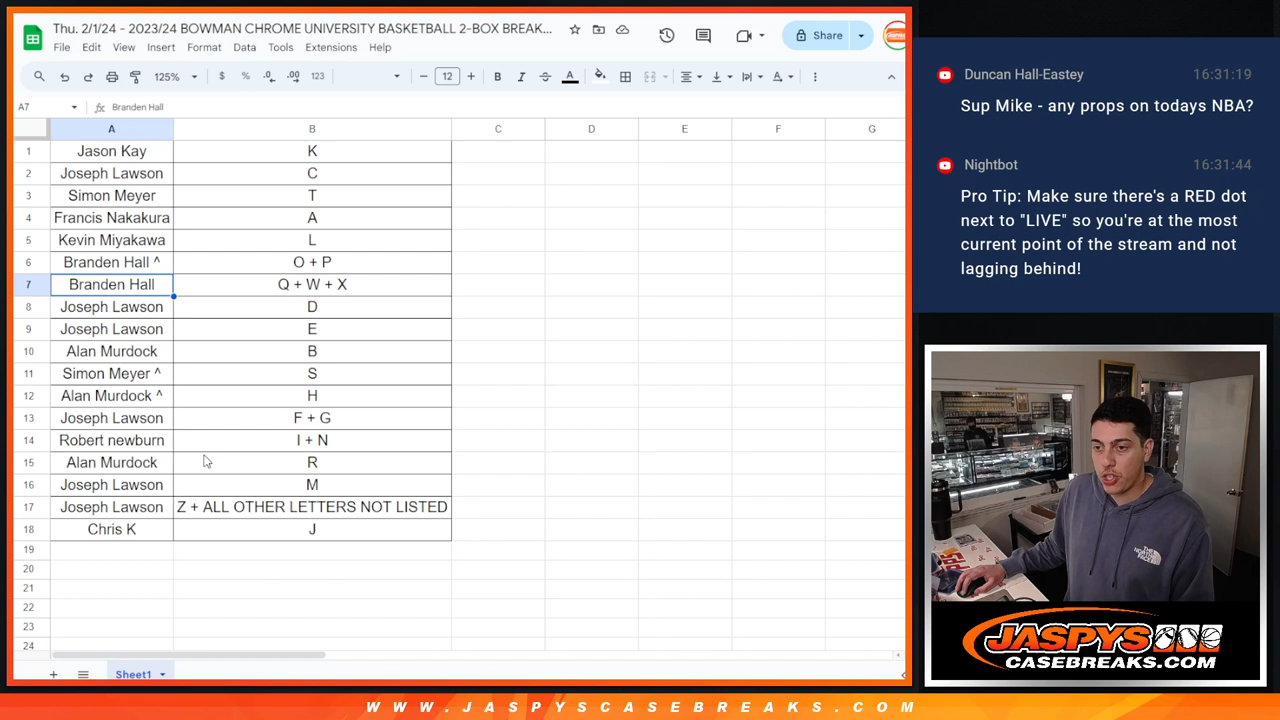 Thu. 2/1/24 - 2023/24 BOWMAN CHROME UNIVERSITY BASKETBALL 2-BOX BREAK...
File Edit View Insert Format Data Tools Extensions Help
Share
125% $ % .0 .00 123 12 B I A
A7 fx Branden Hall
A B C D E F G
1 Jason Kay K
2 Joseph Lawson C
3 Simon Meyer T
4 Francis Nakakura A
5 Kevin Miyakawa L
6 Branden Hall ^ O + P
7 Branden Hall Q + W + X
8 Joseph Lawson D
9 Joseph Lawson E
10 Alan Murdock B
11 Simon Meyer ^ S
12 Alan Murdock ^ H
13 Joseph Lawson F + G
14 Robert newburn I + N
15 Alan Murdock R
16 Joseph Lawson M
17 Joseph Lawson Z + ALL OTHER LETTERS NOT LISTED
18 Chris K J
19
20
21
22
23
24
Sheet1
Duncan Hall-Eastey 16:31:19
Sup Mike - any props on todays NBA?
Nightbot 16:31:44
Pro Tip: Make sure there's a RED dot
next to "LIVE" so you're at the most
current point of the stream and not
lagging behind!
THE NORTH FACE
JASPYS
CASEBREAKS.COM
WWW.JASPYSCASEBREAKS.COM